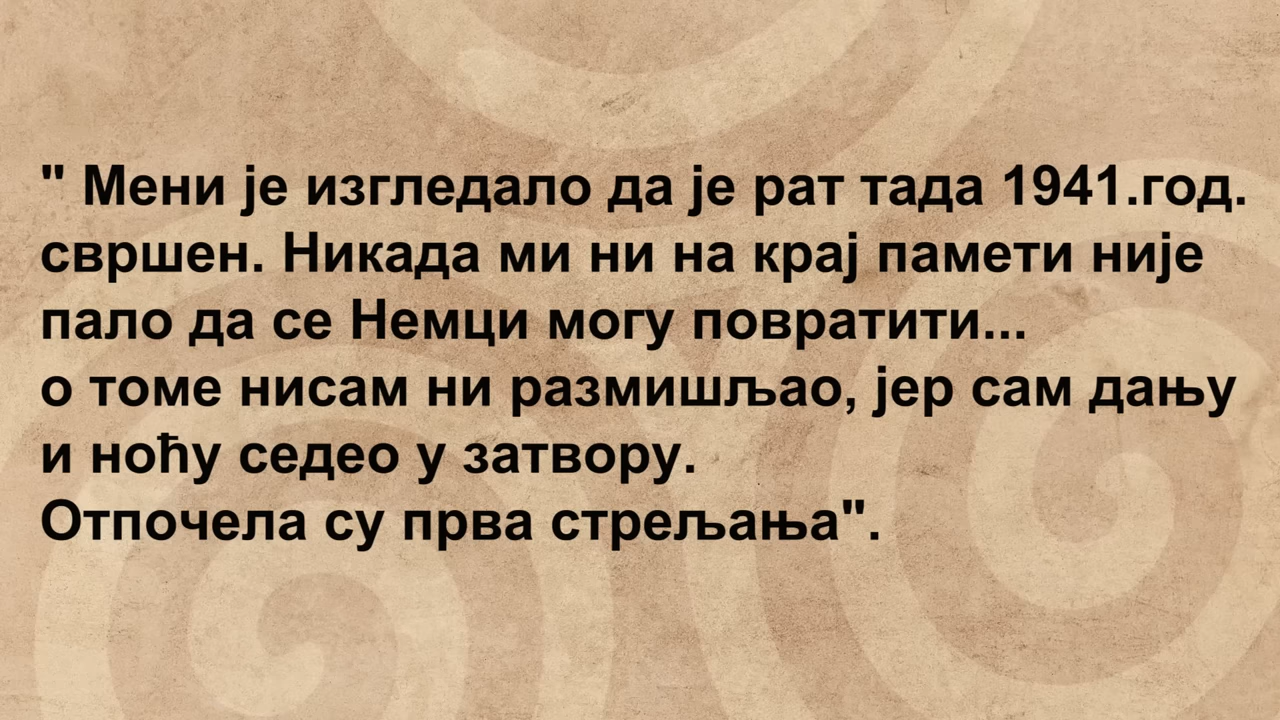 " Мени је изгледало да је рат тада 1941.год.
свршен. Никада ми ни на крај памети није
пало да се Немци могу повратити...
о томе нисам ни размишљао, јер сам дању
и ноћу седео у затвору.
Отпочела су прва стрељања".